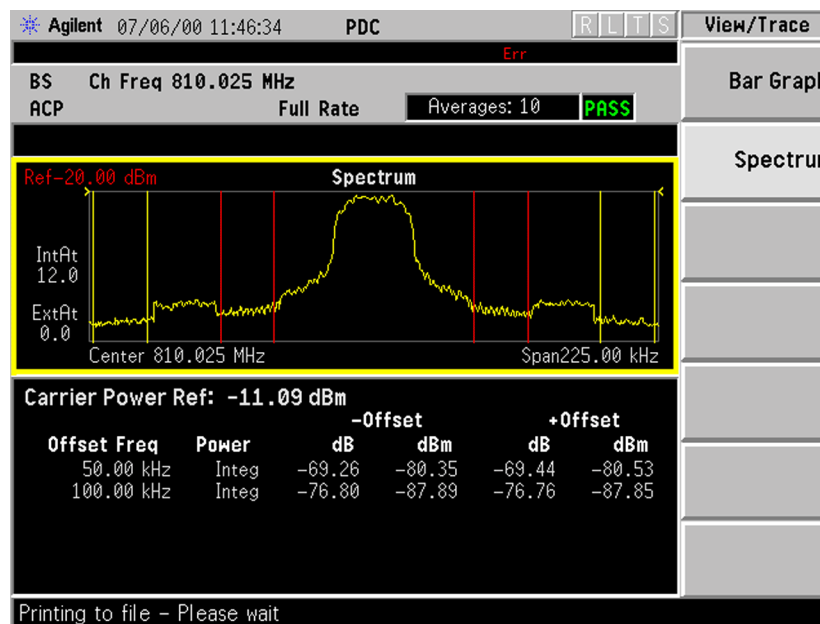 Agilent 07/06/00 11:46:34 PDC R L T S View/Trace
Err
BS Ch Freq 810.025 MHz
ACP Full Rate Averages: 10 PASS
Bar Graph
Spectrum
Ref-20.00 dBm Spectrum
IntAt
12.0
ExtAt
0.0
Center 810.025 MHz Span225.00 kHz
Carrier Power Ref: -11.09 dBm
-Offset +Offset
Offset Freq Power dB dBm dB dBm
50.00 kHz Integ -69.26 -80.35 -69.44 -80.53
100.00 kHz Integ -76.80 -87.89 -76.76 -87.85
Printing to file - Please wait